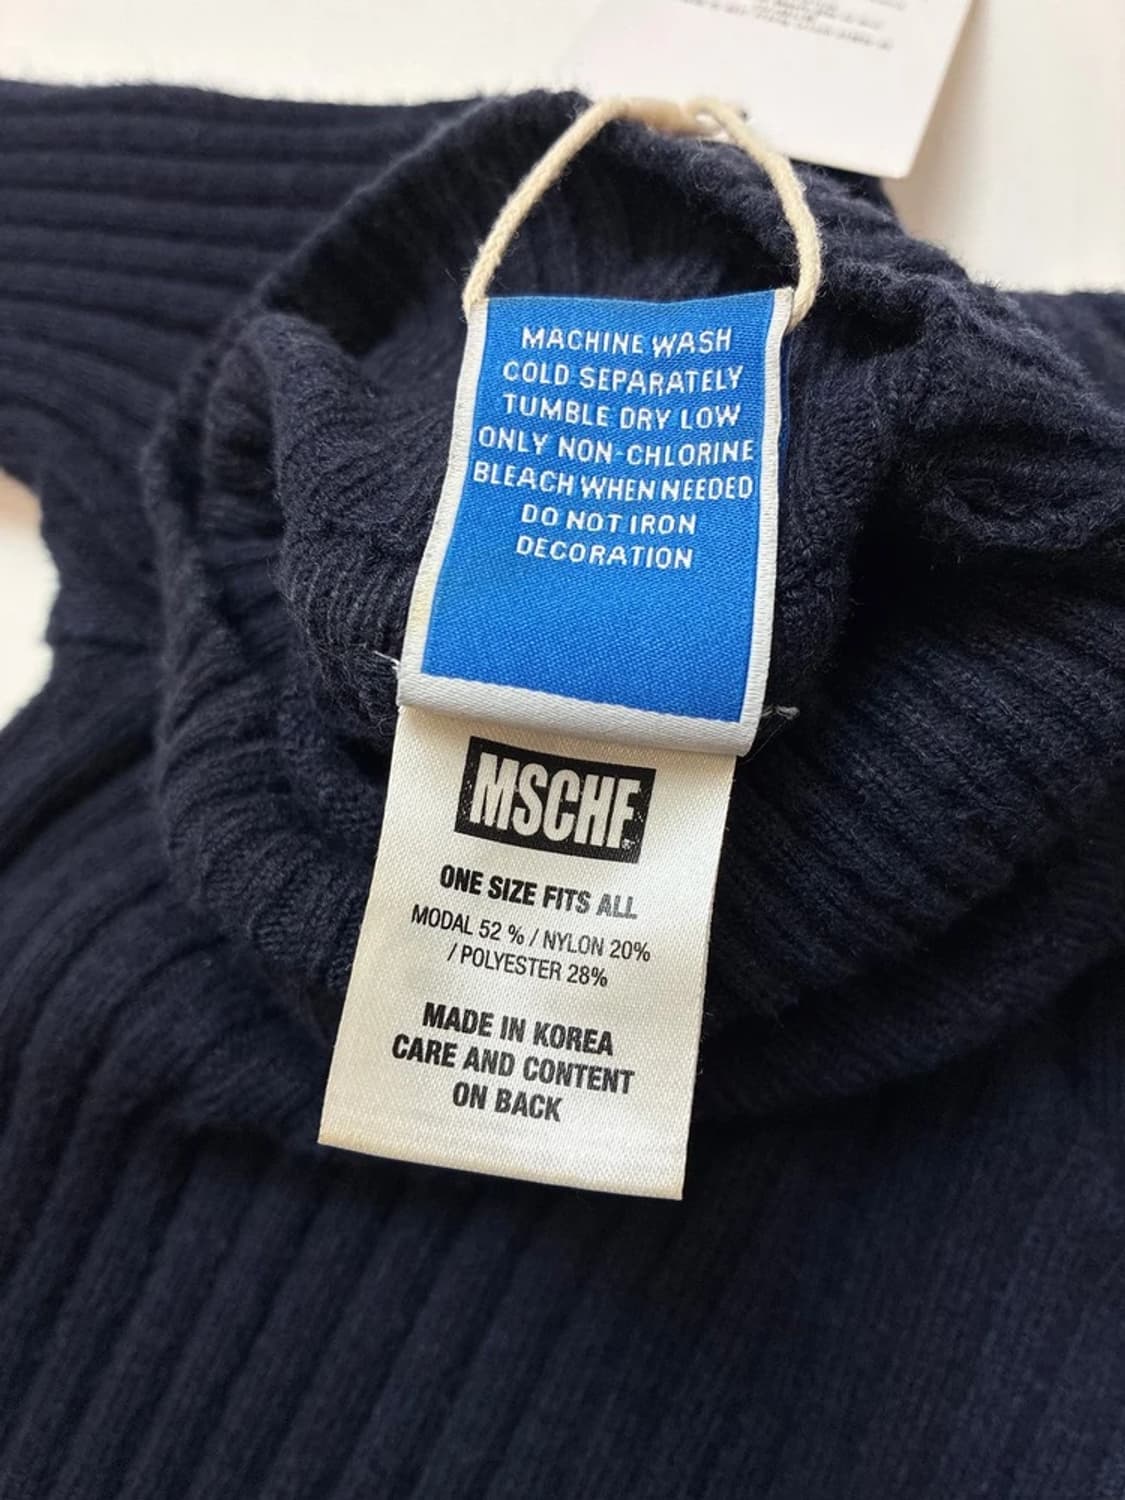 MACHINE WASH
COLD SEPARATELY
TUMBLE DRY LOW
ONLY NON-CHLORINE
BLEACH WHEN NEEDED
DO NOT IRON
DECORATION
MSCHF
ONE SIZE FITS ALL
MODAL 52 % / NYLON 20%
/ POLYESTER 28%
MADE IN KOREA
CARE AND CONTENT
ON BACK